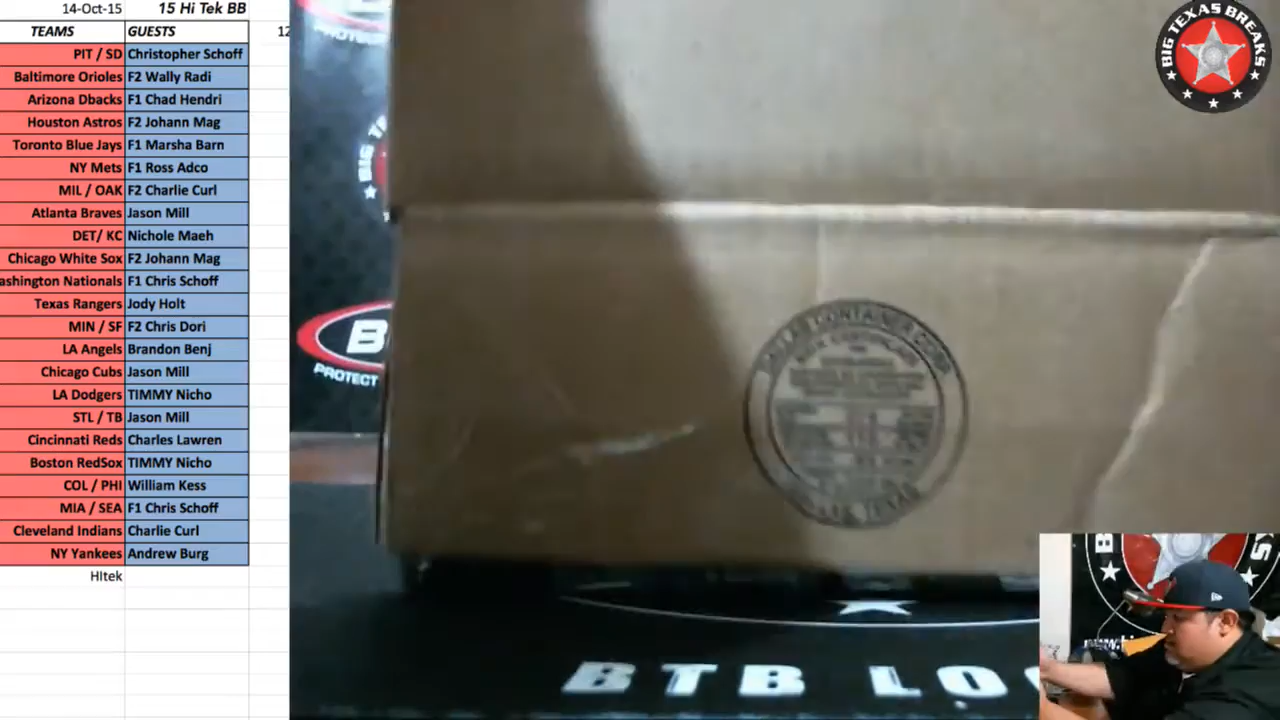 14-Oct-15 15 Hi Tek BB
TEAMS GUESTS
12
PIT / SD Christopher Schoff
Baltimore Orioles F2 Wally Radi
Arizona Dbacks F1 Chad Hendri
Houston Astros F2 Johann Mag
Toronto Blue Jays F1 Marsha Barn
NY Mets F1 Ross Adco
MIL / OAK F2 Charlie Curl
Atlanta Braves Jason Mill
DET/ KC Nichole Maeh
Chicago White Sox F2 Johann Mag
ashington Nationals F1 Chris Schoff
Texas Rangers Jody Holt
MIN / SF F2 Chris Dori
LA Angels Brandon Benj
Chicago Cubs Jason Mill
LA Dodgers TIMMY Nicho
STL / TB Jason Mill
Cincinnati Reds Charles Lawren
Boston RedSox TIMMY Nicho
COL / PHI William Kess
MIA / SEA F1 Chris Schoff
Cleveland Indians Charlie Curl
NY Yankees Andrew Burg
HItek
BIG TEXAS BREAKS
BIG T
B
PROTECT
TEXAS
BTB LO